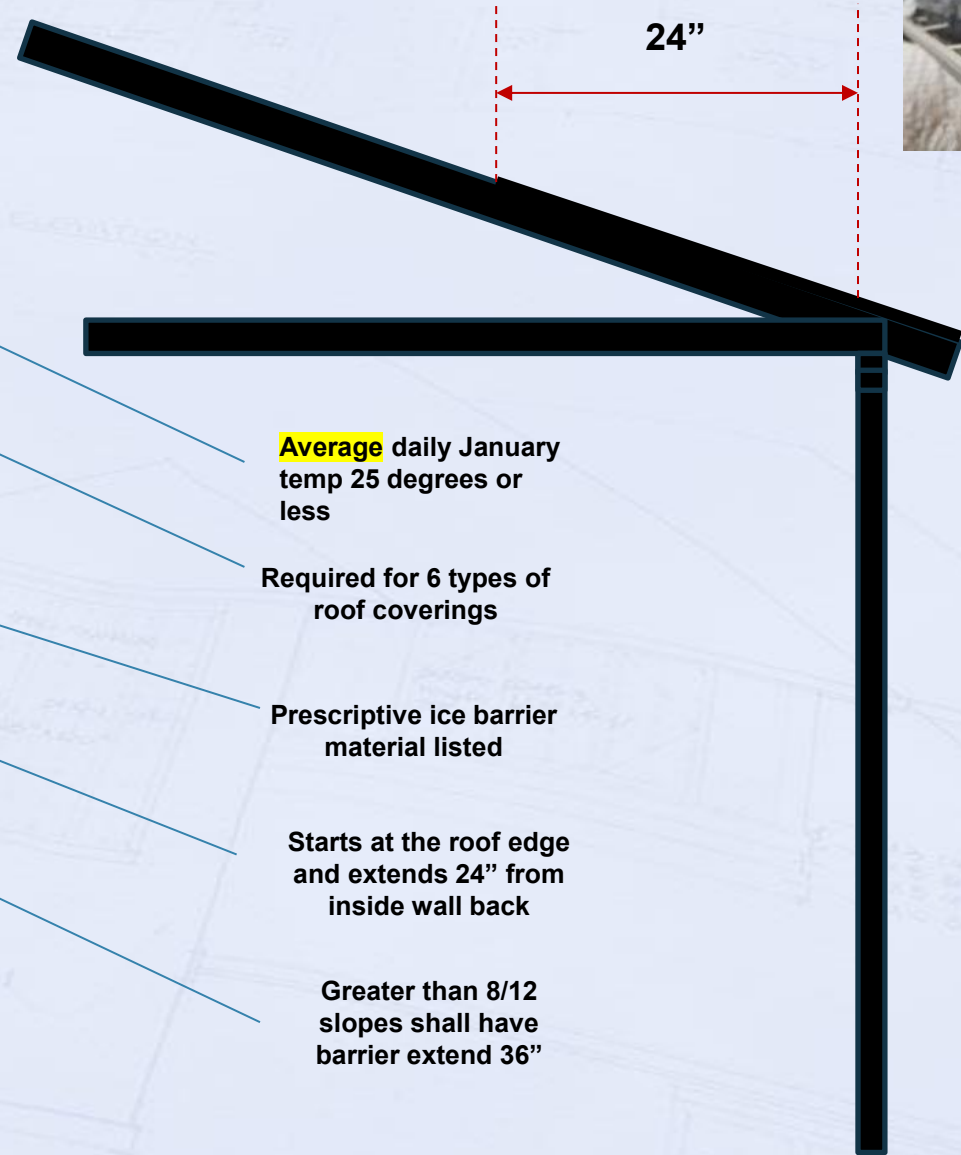 24”
Average daily January
temp 25 degrees or
less
Required for 6 types of
roof coverings
Prescriptive ice barrier
material listed
Starts at the roof edge
and extends 24” from
inside wall back
Greater than 8/12
slopes shall have
barrier extend 36”